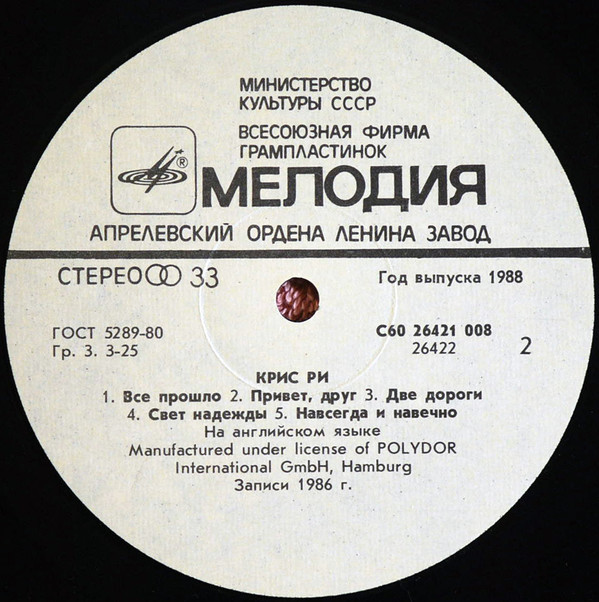 МИНИСТЕРСТВО
КУЛЬТУРЫ СССР
ВСЕСОЮЗНАЯ ФИРМА
ГРАМПЛАСТИНОК
®
МЕЛОДИЯ
АПРЕЛЕВСКИЙ ОРДЕНА ЛЕНИНА ЗАВОД
СТЕРЕО 33
Год выпуска 1988
ГОСТ 5289-80
Гр. 3. 3-25
С60 26421 008
26422
2
КРИС РИ
1. Все прошло 2. Привет, друг 3. Две дороги
4. Свет надежды 5. Навсегда и навечно
На английском языке
Manufactured under license of POLYDOR
International GmbH, Hamburg
Записи 1986 г.